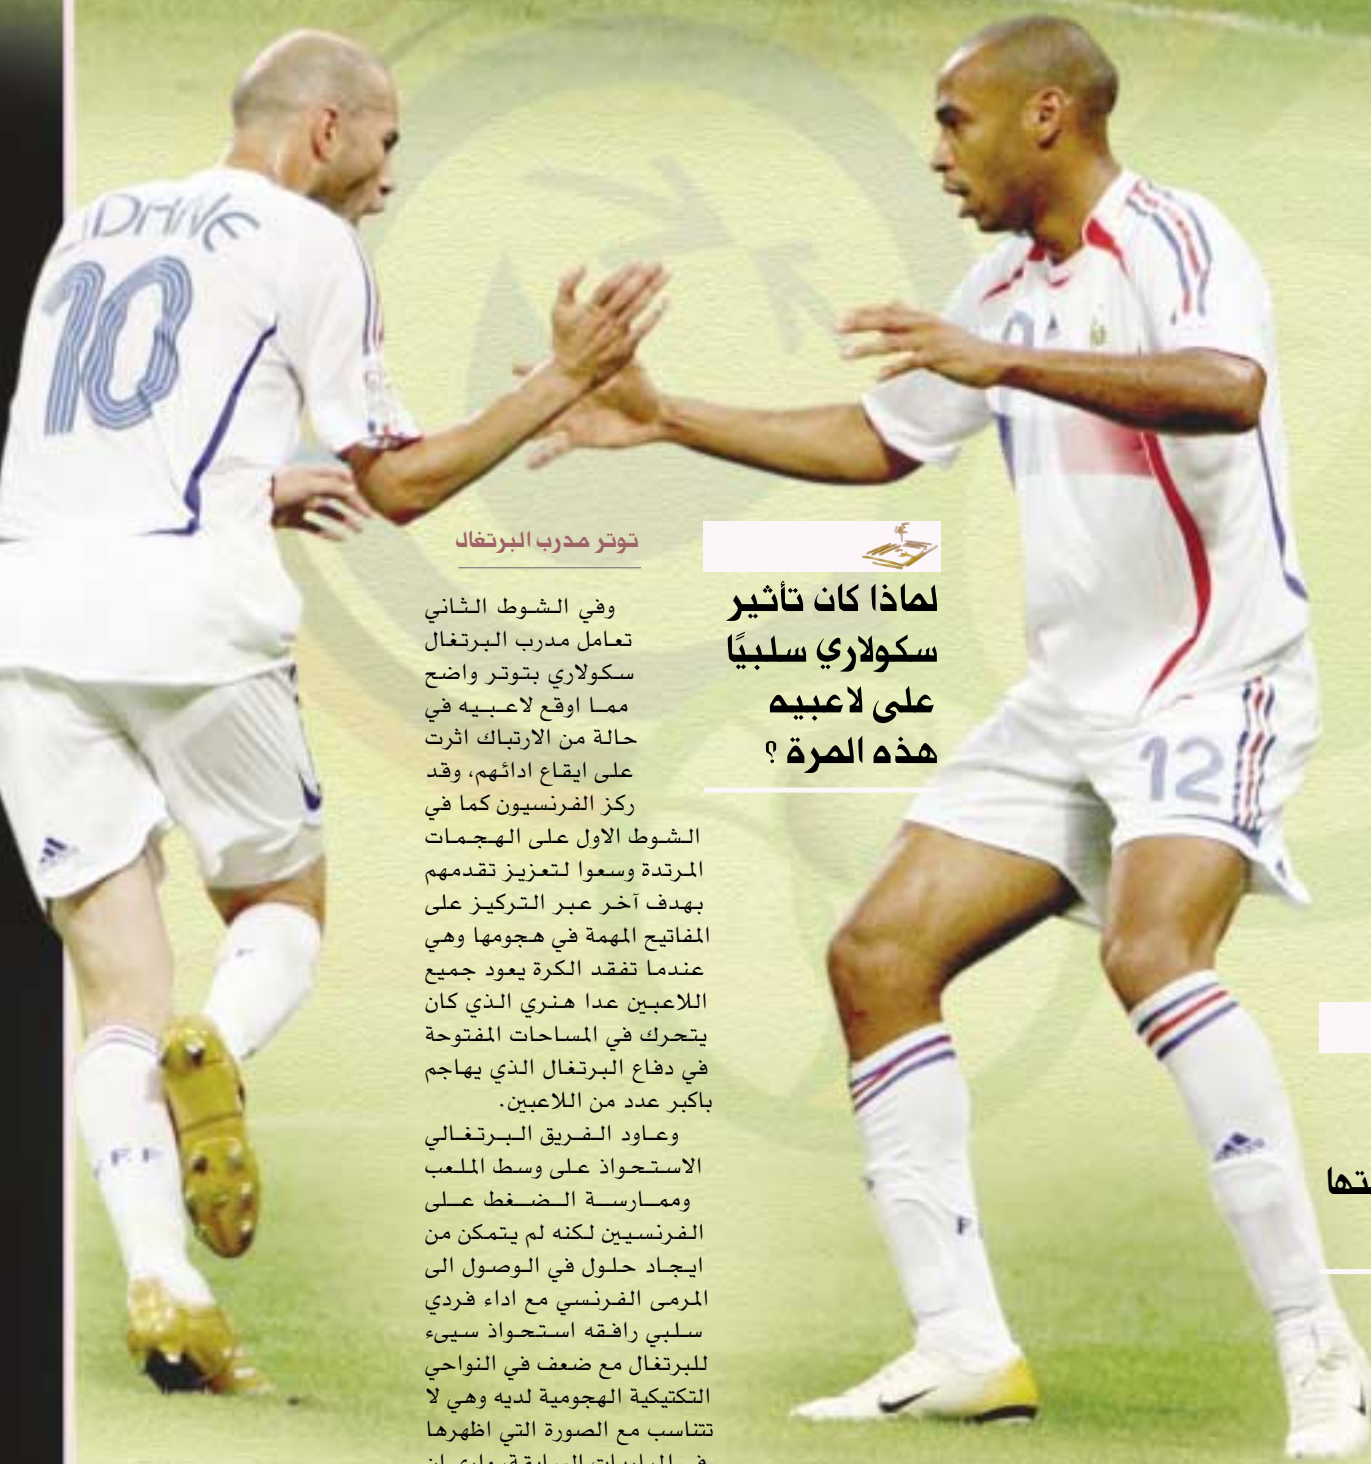 IDANE
10
12
F
F F
توتر مدرب البرتغال
وفي الشوط الثاني
تعامل مدرب البرتغال
سكولاري بتوتر واضح
مما اوقع لاعبيه في
حالة من الارتباك اثرت
على ايقاع ادائهم، وقد
ركز الفرنسيون كما في
الشوط الاول على الهجمات
المرتدة وسعوا لتعزيز تقدمهم
بهدف آخر عبر التركيز على
المفاتيح المهمة في هجومها وهي
عندما تفقد الكرة يعود جميع
اللاعبين عدا هنري الذي كان
يتحرك في المساحات المفتوحة
في دفاع البرتغال الذي يهاجم
باكبر عدد من اللاعبين.
وعاود الفريق البرتغالي
الاستحواذ على وسط الملعب
وممارسة الضغط على
الفرنسيين لكنه لم يتمكن من
ايجاد حلول في الوصول الى
المرمى الفرنسي مع اداء فردي
سلبي رافقه استحواذ سيىء
للبرتغال مع ضعف في النواحي
التكتيكية الهجومية لديه وهي لا
تتناسب مع الصورة التي اظهرها
لماذا كان تأثير
سكولاري سلبيًا
على لاعبيه
هذه المرة ؟